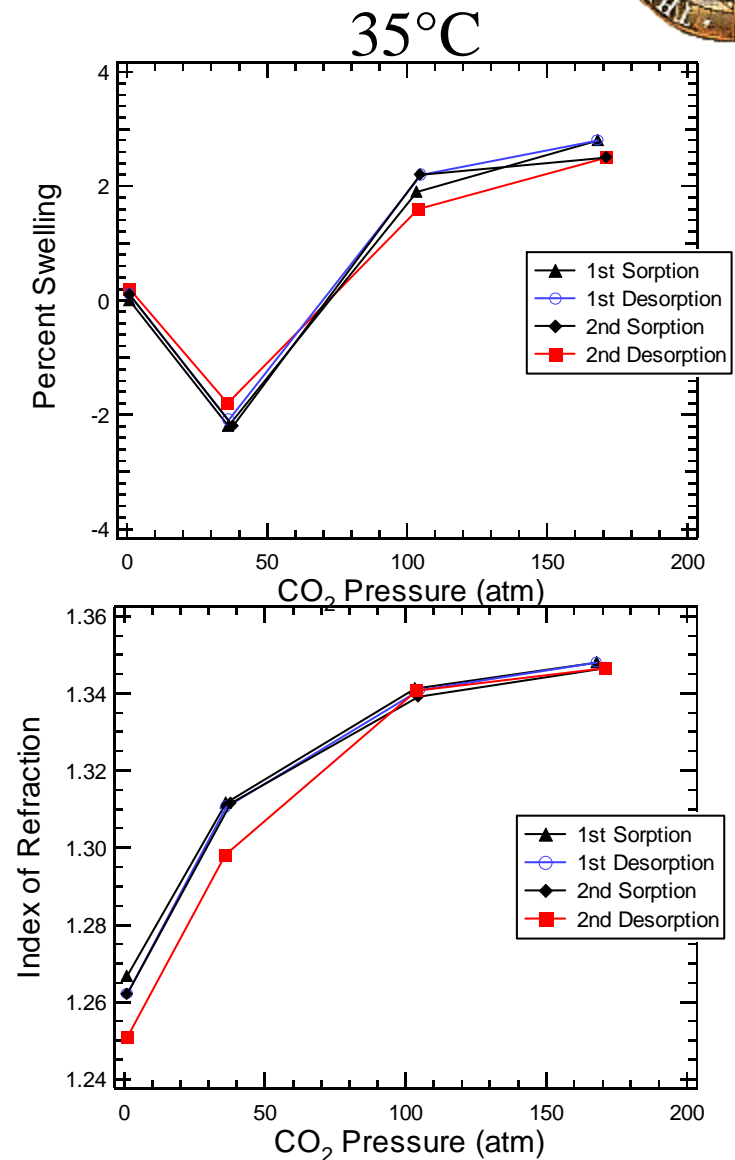 35°C
4
2
0
-2
-4
Percent Swelling
1st Sorption
1st Desorption
2nd Sorption
2nd Desorption
0 50 100 150 200
CO₂ Pressure (atm)
1.36
1.34
1.32
1.30
1.28
1.26
1.24
Index of Refraction
1st Sorption
1st Desorption
2nd Sorption
2nd Desorption
0 50 100 150 200
CO₂ Pressure (atm)